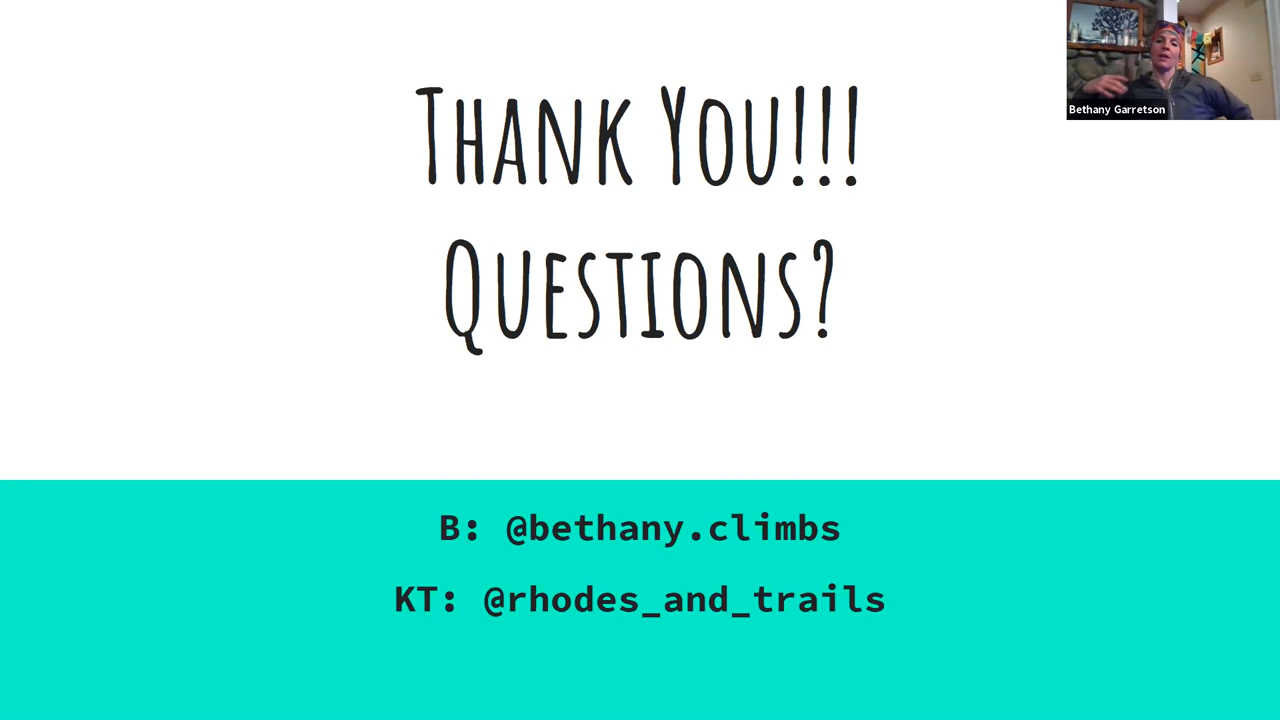 Bethany Garretson
Thank You!!!
Questions?
B: @bethany.climbs
KT: @rhodes_and_trails